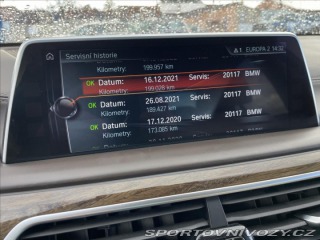 Servisní historie
1 EUROPA 2 14:32
Kilometry: 199.957 km
OK Datum: 16.12.2021 Servis: 20117 BMW
Kilometry: 199.028 km
OK Datum: 26.08.2021 Servis: 20117 BMW
Kilometry: 189.427 km
OK Datum: 17.12.2020 Servis: 20117 BMW
Kilometry: 173.085 km
SPORTOVNIVOZY.CZ